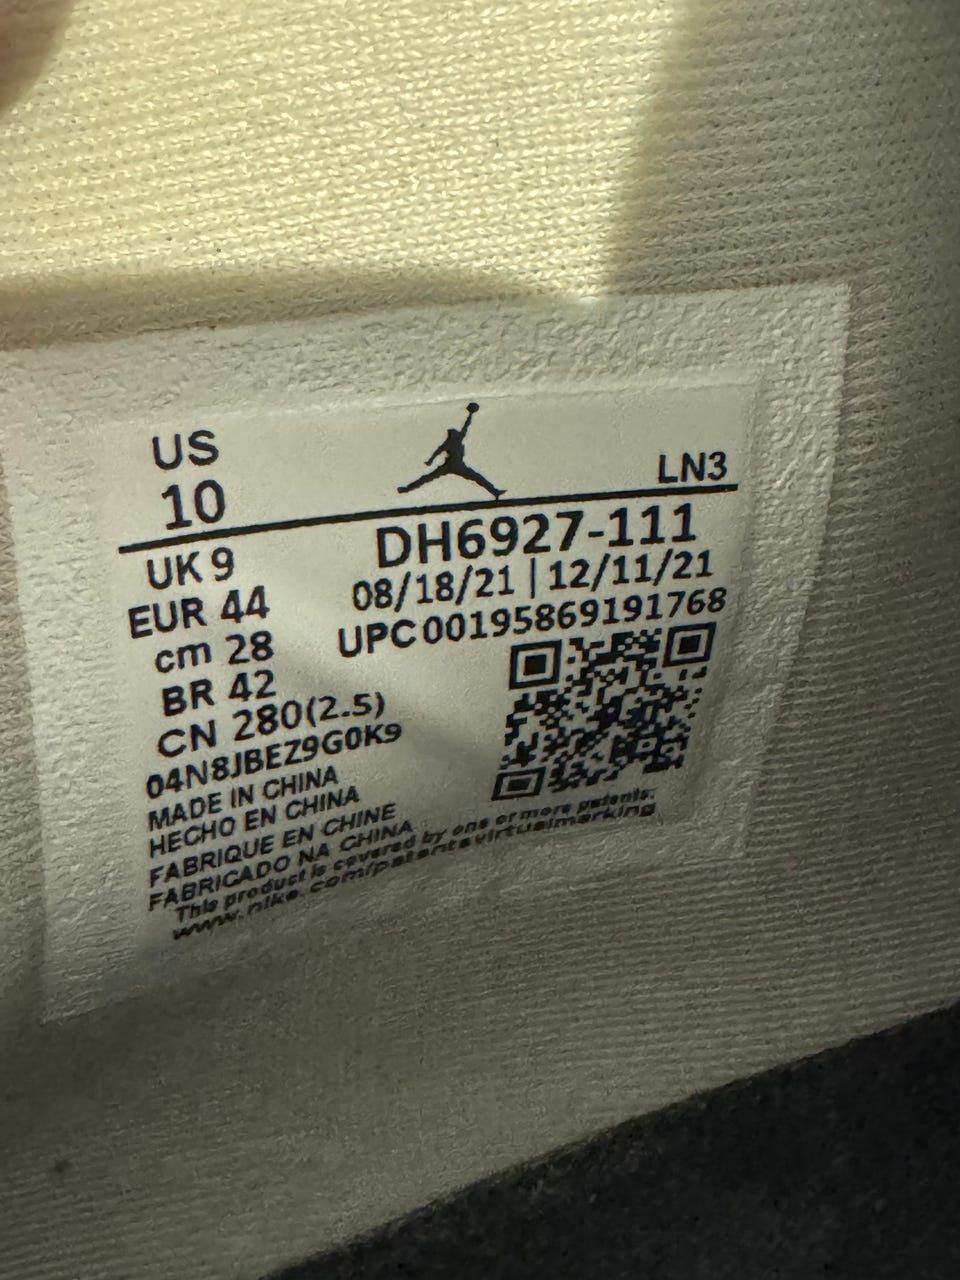 US
10
LN3
UK 9
EUR 44
cm 28
BR 42
CN 280(2.5)
DH6927-111
08/18/21 | 12/11/21
UPC00195869191768
04N8JBEZ9G0K9
MADE IN CHINA
HECHO EN CHINA
FABRIQUE EN CHINE
FABRICADO NA CHINA
This product is covered by one or more patents.
www.nike.com/patentsvirtualmarking